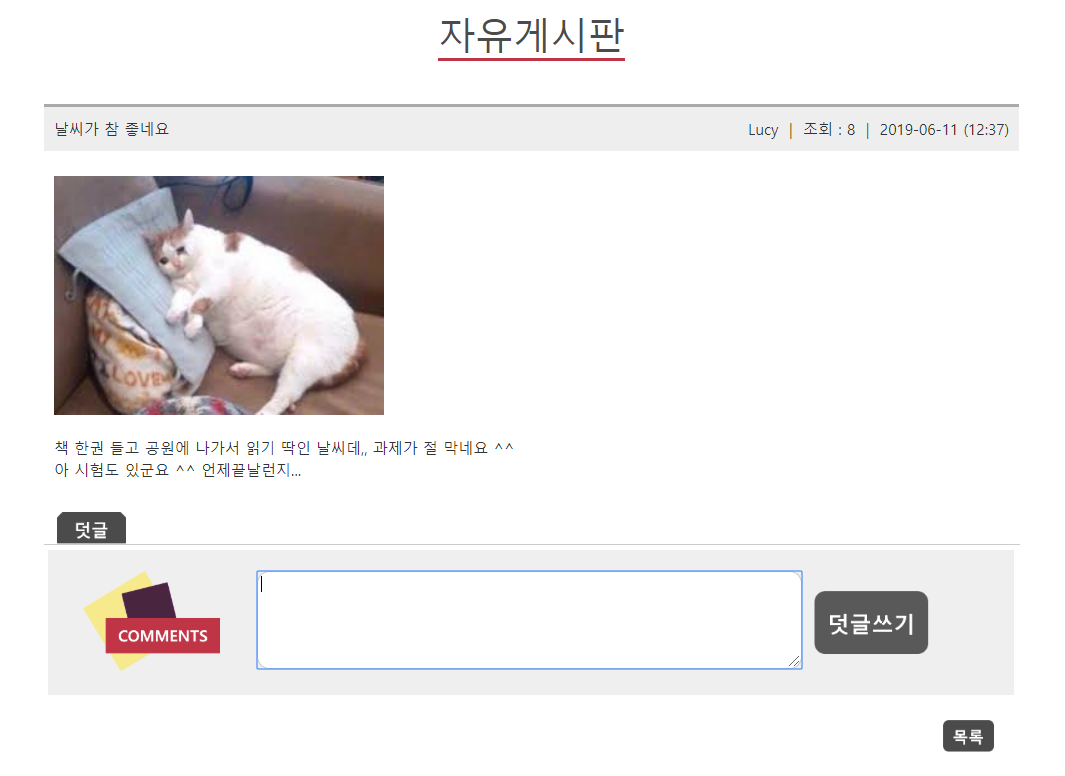 자유게시판
날씨가 참 좋네요
Lucy | 조회 : 8 | 2019-06-11 (12:37)
I LOVE
책 한권 들고 공원에 나가서 읽기 딱인 날씨데,, 과제가 절 막네요 ^^
아 시험도 있군요 ^^ 언제끝날런지...
덧글
COMMENTS
덧글쓰기
목록